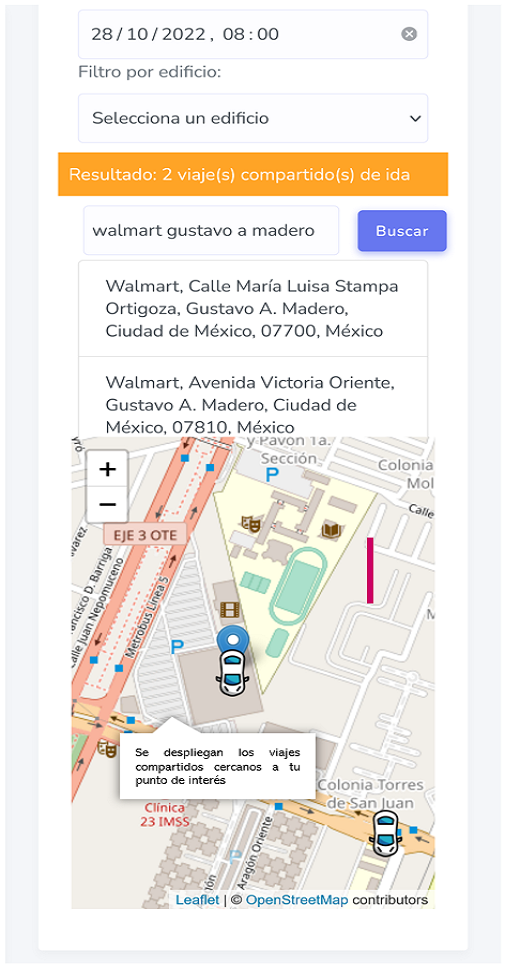 28/10/2022, 08:00
Filtro por edificio:
Selecciona un edificio
Resultado: 2 viaje(s) compartido(s) de ida
walmart gustavo a madero
Buscar
Walmart, Calle María Luisa Stampa
Ortigoza, Gustavo A. Madero,
Ciudad de México, 07700, México
Walmart, Avenida Victoria Oriente,
Gustavo A. Madero, Ciudad de
México, 07810, México
y Pavón 1a.
Sección
P
Colonia
Mol
Calle
+
−
EJE 3 OTE
Francisco D. Barriga
Calle Juan Nepomuceno
Metrobús Línea 5
P
Se despliegan los viajes
compartidos cercanos a tu
punto de interés
Clínica
23 IMSS
Colonia Torres
de San Juan
P
Aragón Oriente
Leaflet | © OpenStreetMap contributors